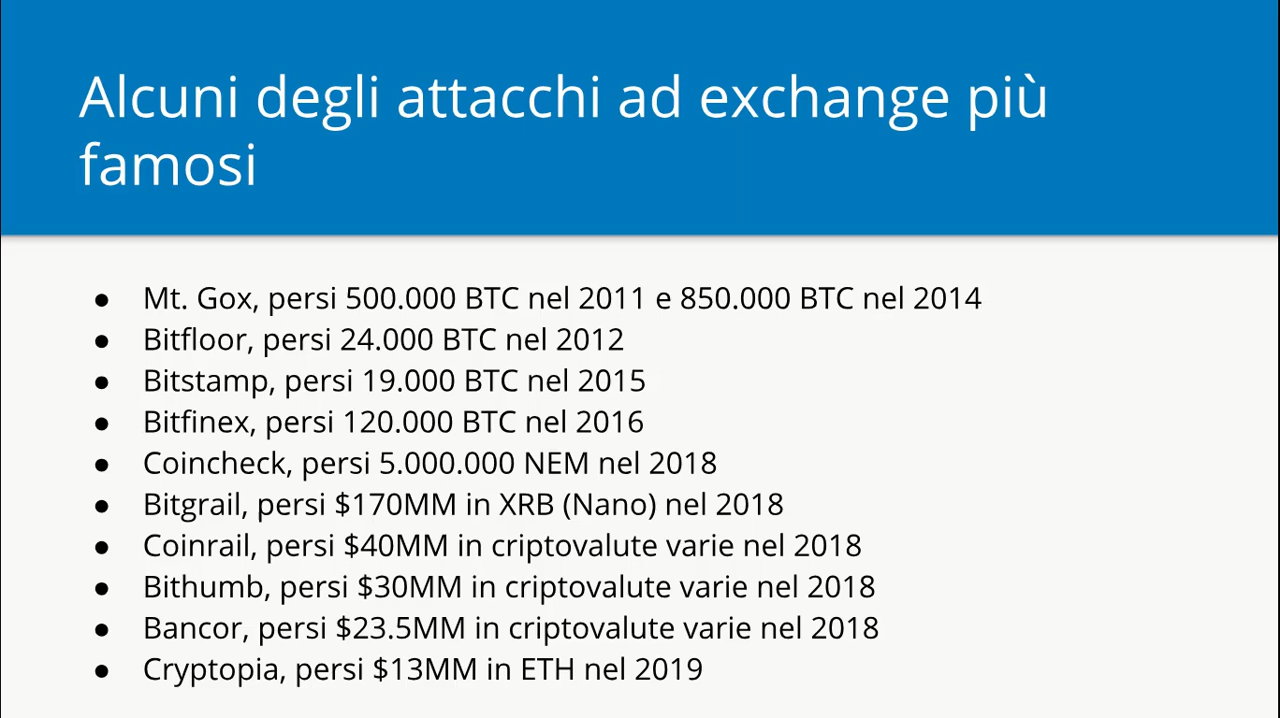 Alcuni degli attacchi ad exchange più
famosi
● Mt. Gox, persi 500.000 BTC nel 2011 e 850.000 BTC nel 2014
● Bitfloor, persi 24.000 BTC nel 2012
● Bitstamp, persi 19.000 BTC nel 2015
● Bitfinex, persi 120.000 BTC nel 2016
● Coincheck, persi 5.000.000 NEM nel 2018
● Bitgrail, persi $170MM in XRB (Nano) nel 2018
● Coinrail, persi $40MM in criptovalute varie nel 2018
● Bithumb, persi $30MM in criptovalute varie nel 2018
● Bancor, persi $23.5MM in criptovalute varie nel 2018
● Cryptopia, persi $13MM in ETH nel 2019